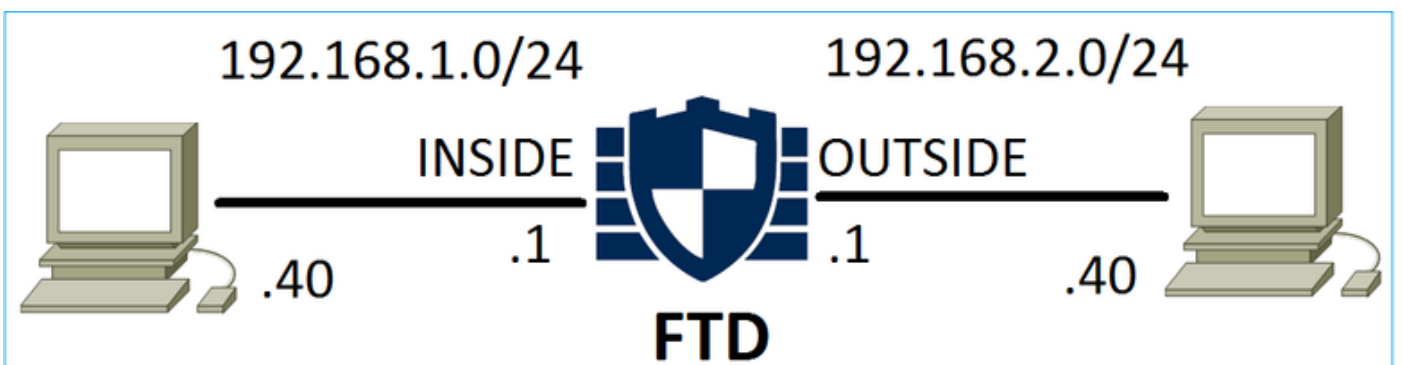 192.168.1.0/24
192.168.2.0/24
INSIDE
OUTSIDE
.40
.1
.1
.40
FTD